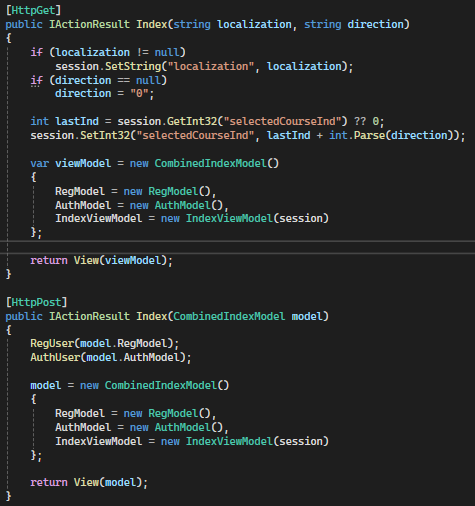 [HttpGet]
public IActionResult Index(string localization, string direction)
{
    if (localization != null)
        session.SetString("localization", localization);
    if (direction == null)
        direction = "0";
    int lastInd = session.GetInt32("selectedCourseInd") ?? 0;
    session.SetInt32("selectedCourseInd", lastInd + int.Parse(direction));
    var viewModel = new CombinedIndexModel()
    {
        RegModel = new RegModel(),
        AuthModel = new AuthModel(),
        IndexViewModel = new IndexViewModel(session)
    };
    return View(viewModel);
}
[HttpPost]
public IActionResult Index(CombinedIndexModel model)
{
    RegUser(model.RegModel);
    AuthUser(model.AuthModel);
    model = new CombinedIndexModel()
    {
        RegModel = new RegModel(),
        AuthModel = new AuthModel(),
        IndexViewModel = new IndexViewModel(session)
    };
    return View(model);
}